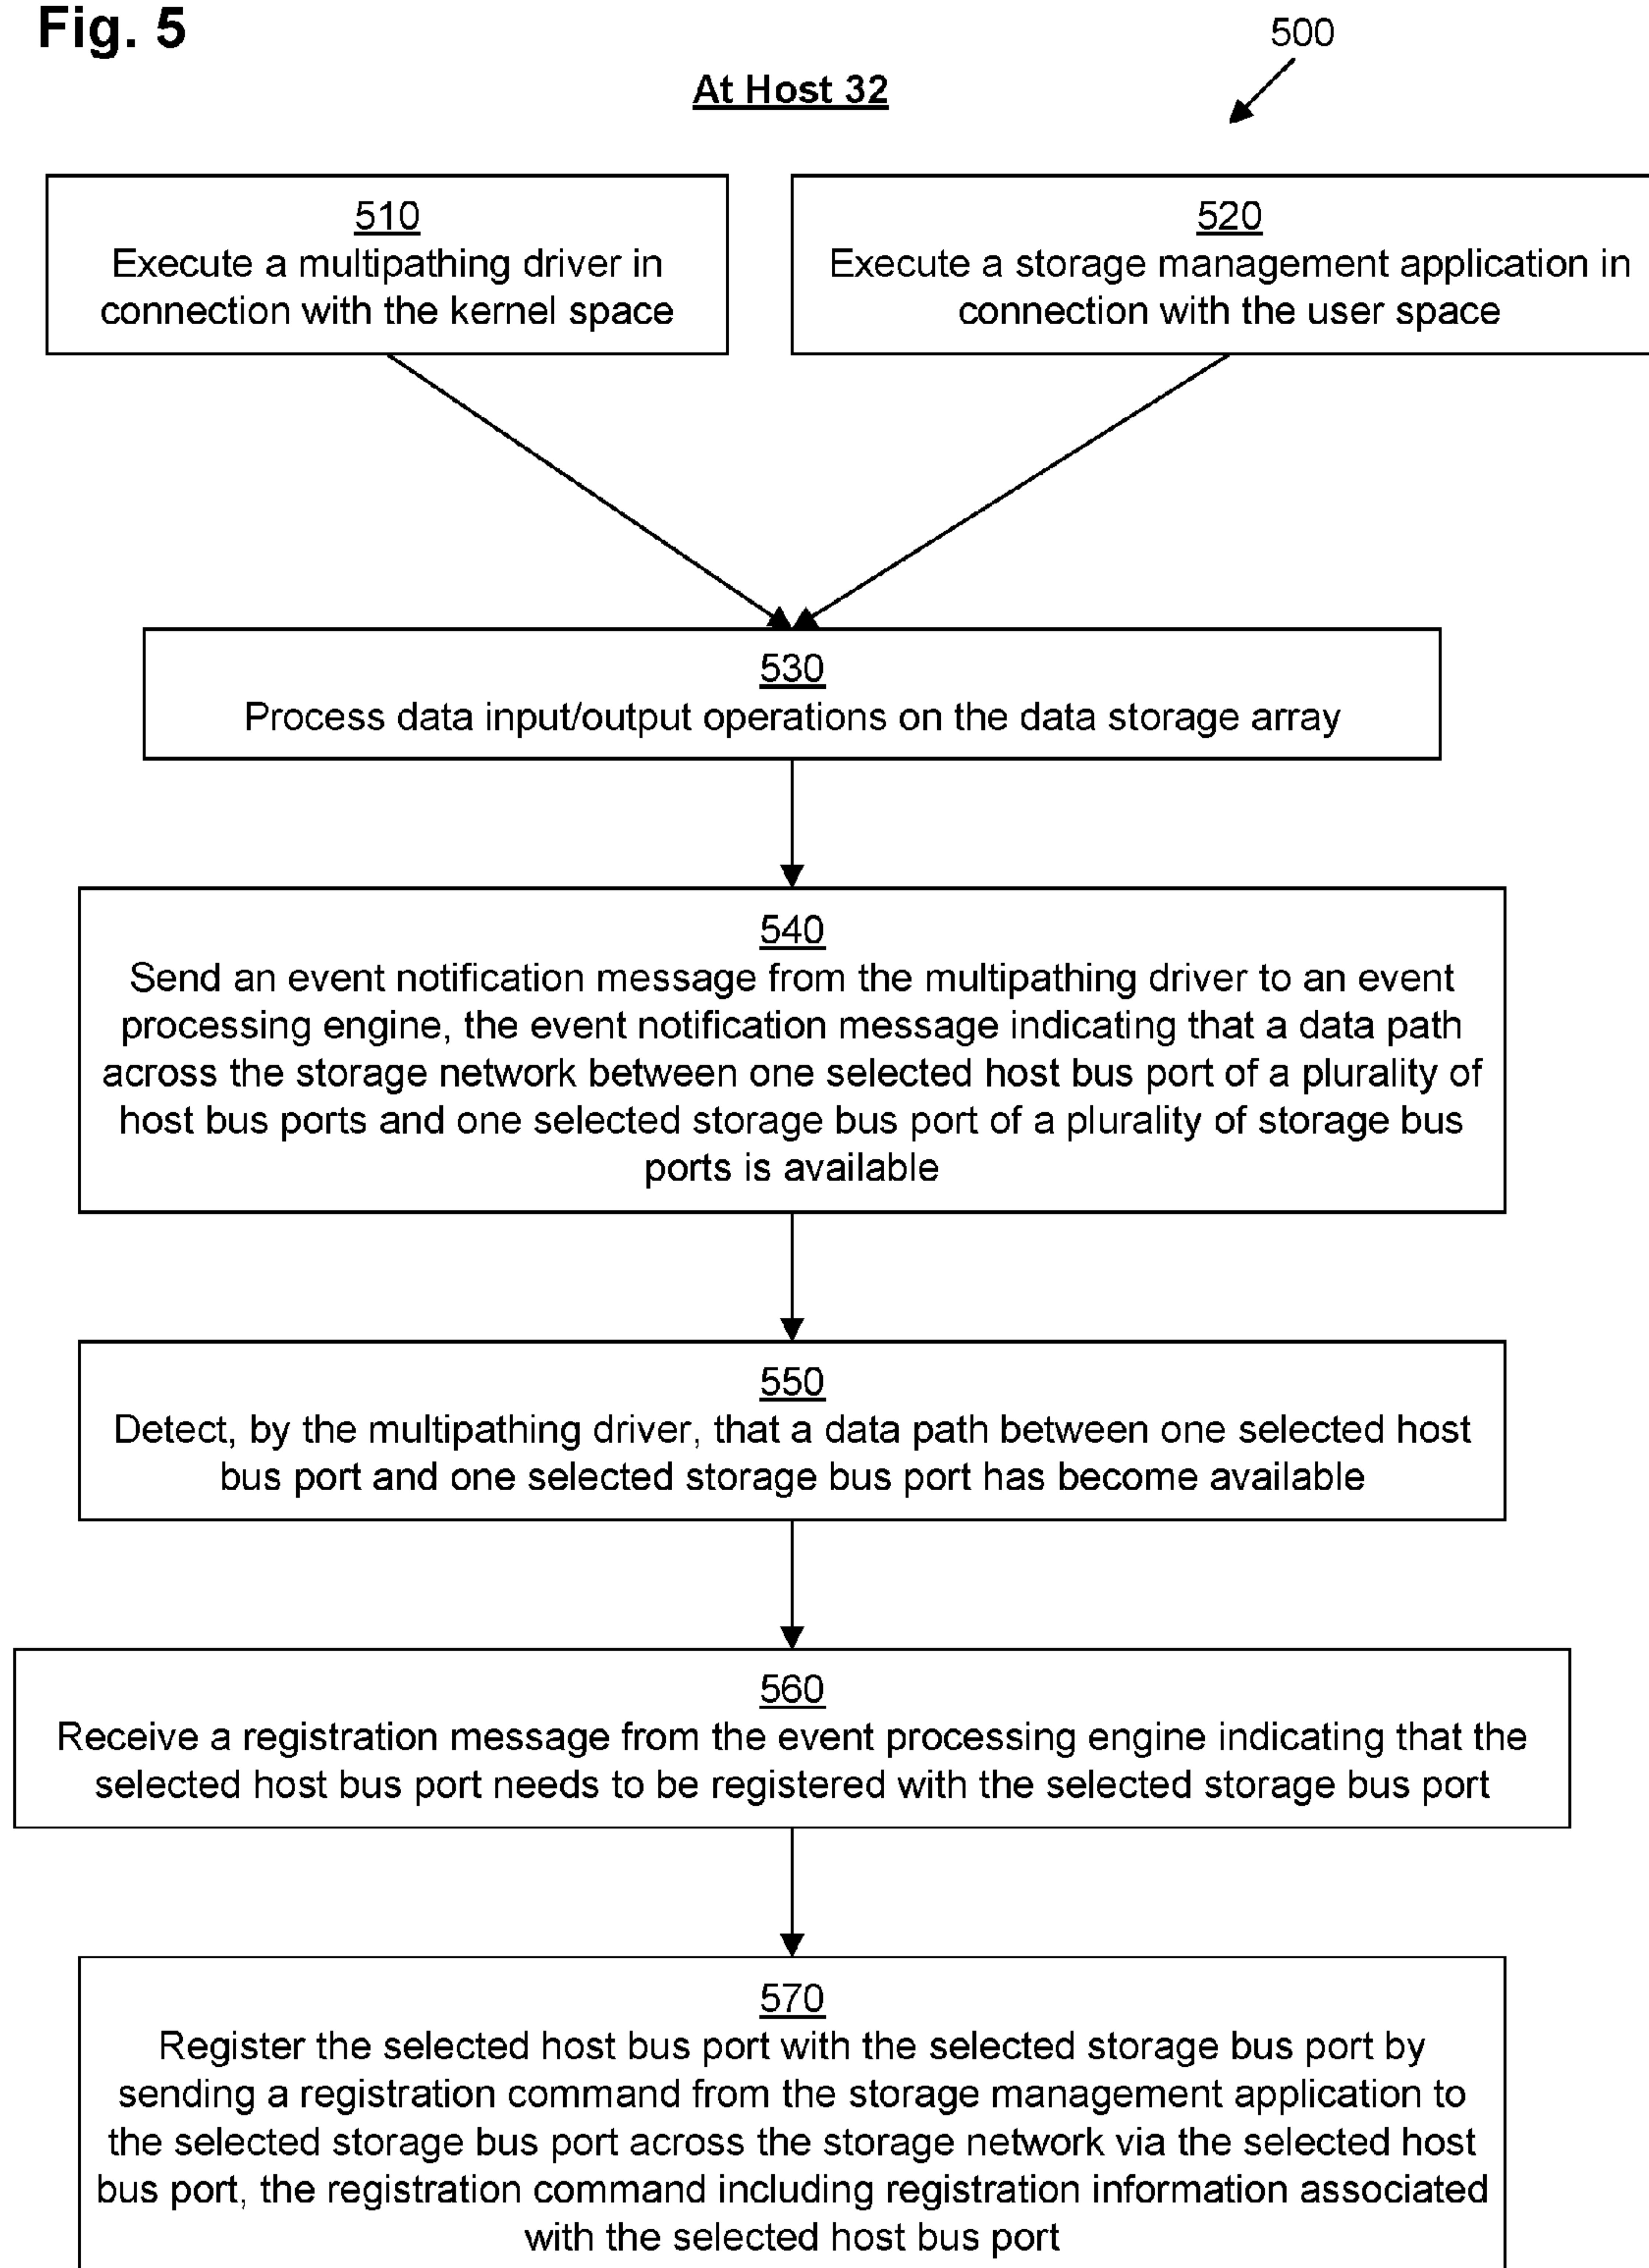 Fig. 5
500
At Host 32
510
Execute a multipathing driver in
connection with the kernel space
520
Execute a storage management application in
connection with the user space
530
Process data input/output operations on the data storage array
540
Send an event notification message from the multipathing driver to an event
processing engine, the event notification message indicating that a data path
across the storage network between one selected host bus port of a plurality of
host bus ports and one selected storage bus port of a plurality of storage bus
ports is available
550
Detect, by the multipathing driver, that a data path between one selected host
bus port and one selected storage bus port has become available
560
Receive a registration message from the event processing engine indicating that the
selected host bus port needs to be registered with the selected storage bus port
570
Register the selected host bus port with the selected storage bus port by
sending a registration command from the storage management application to
the selected storage bus port across the storage network via the selected host
bus port, the registration command including registration information associated
with the selected host bus port